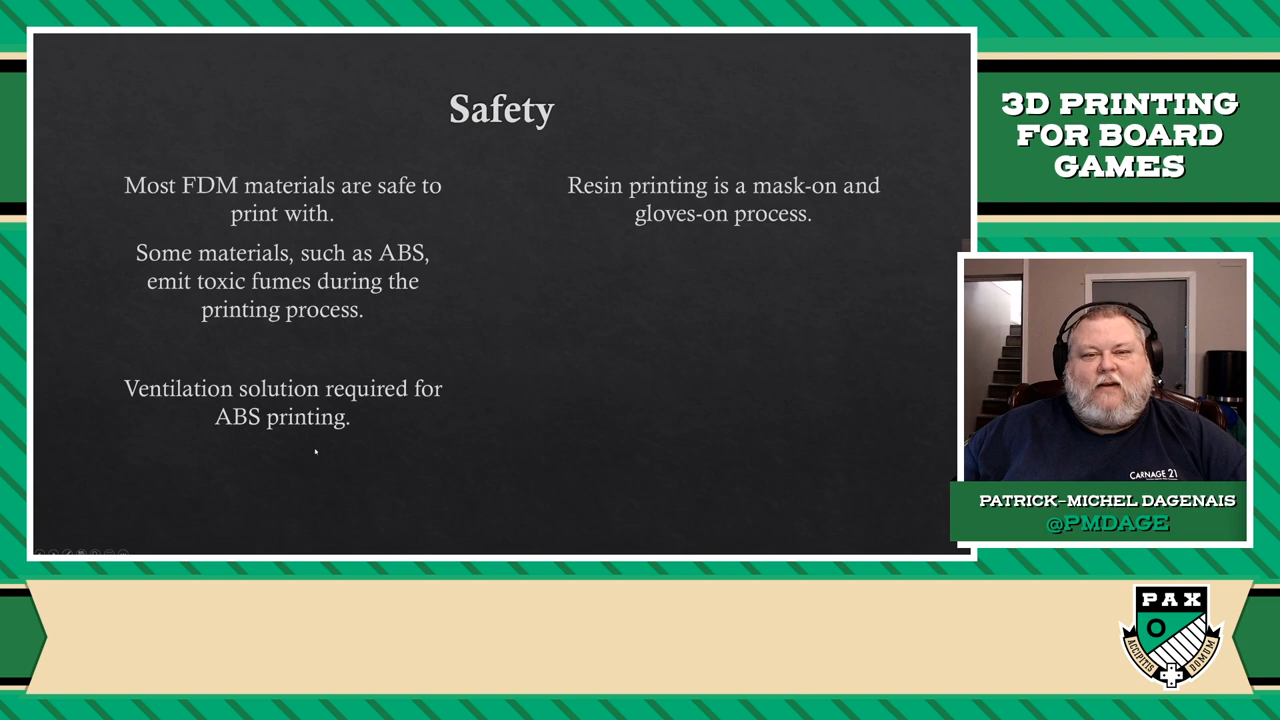 Safety
Most FDM materials are safe to
print with.
Some materials, such as ABS,
emit toxic fumes during the
printing process.
Ventilation solution required for
ABS printing.
Resin printing is a mask-on and
gloves-on process.
3D PRINTING
FOR BOARD
GAMES
CARNAGE 21
PATRICK-MICHEL DAGENAIS
@PMDAGE
PAX
ACCIPITIS
DOMUM